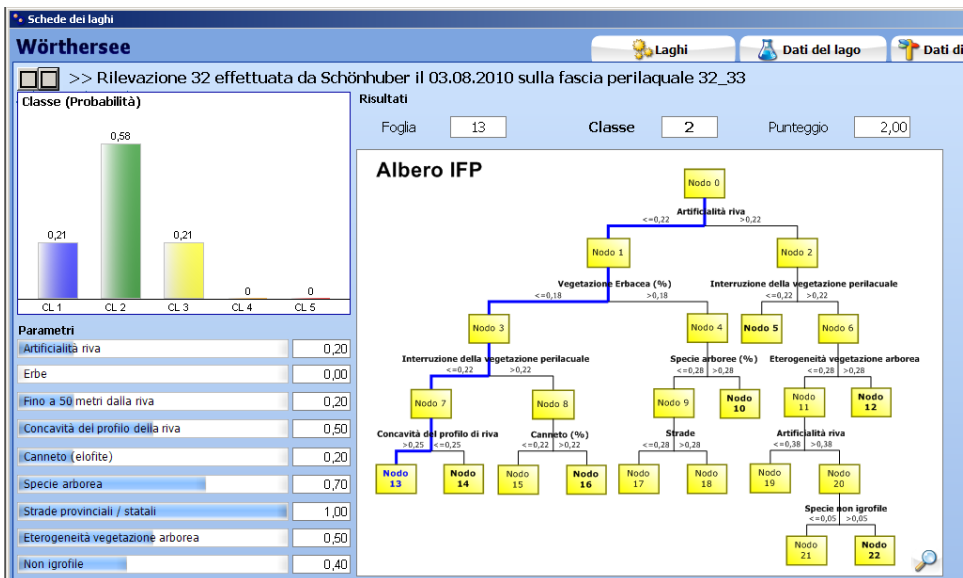 Schede dei laghi
Wörthersee
Laghi
Dati del lago
Dati di
>> Rilevazione 32 effettuata da Schönhuber il 03.08.2010 sulla fascia perilaquale 32_33
Classe (Probabilità)
0,58
0,21
0,21
0
0
CL 1
CL 2
CL 3
CL 4
CL 5
Parametri
Artificialità riva
0,20
Erbe
0,00
Fino a 50 metri dalla riva
0,20
Concavità del profilo della riva
0,50
Canneto (elofite)
0,20
Specie arborea
0,70
Strade provinciali / statali
1,00
Eterogeneità vegetazione arborea
0,50
Non igrofile
0,40
Risultati
Foglia
13
Classe
2
Punteggio
2,00
Albero IFP
Nodo 0
Artificialità riva
<=0,22 >0,22
Nodo 1
Nodo 2
Vegetazione Erbacea (%)
<=0,18 >0,18
Interruzione della vegetazione perilacuale
<=0,22 >0,22
Nodo 3
Nodo 4
Nodo 5
Nodo 6
Interruzione della vegetazione perilacuale
<=0,22 >0,22
Specie arboree (%)
<=0,28 >0,28
Eterogeneità vegetazione arborea
<=0,28 >0,28
Nodo 7
Nodo 8
Nodo 9
Nodo 10
Nodo 11
Nodo 12
Concavità del profilo di riva
>0,25 <=0,25
Canneto (%)
<=0,22 >0,22
Strade
<=0,28 >0,28
Artificialità riva
<=0,38 >0,38
Nodo 13
Nodo 14
Nodo 15
Nodo 16
Nodo 17
Nodo 18
Nodo 19
Nodo 20
Specie non igrofile
<=0,05 >0,05
Nodo 21
Nodo 22